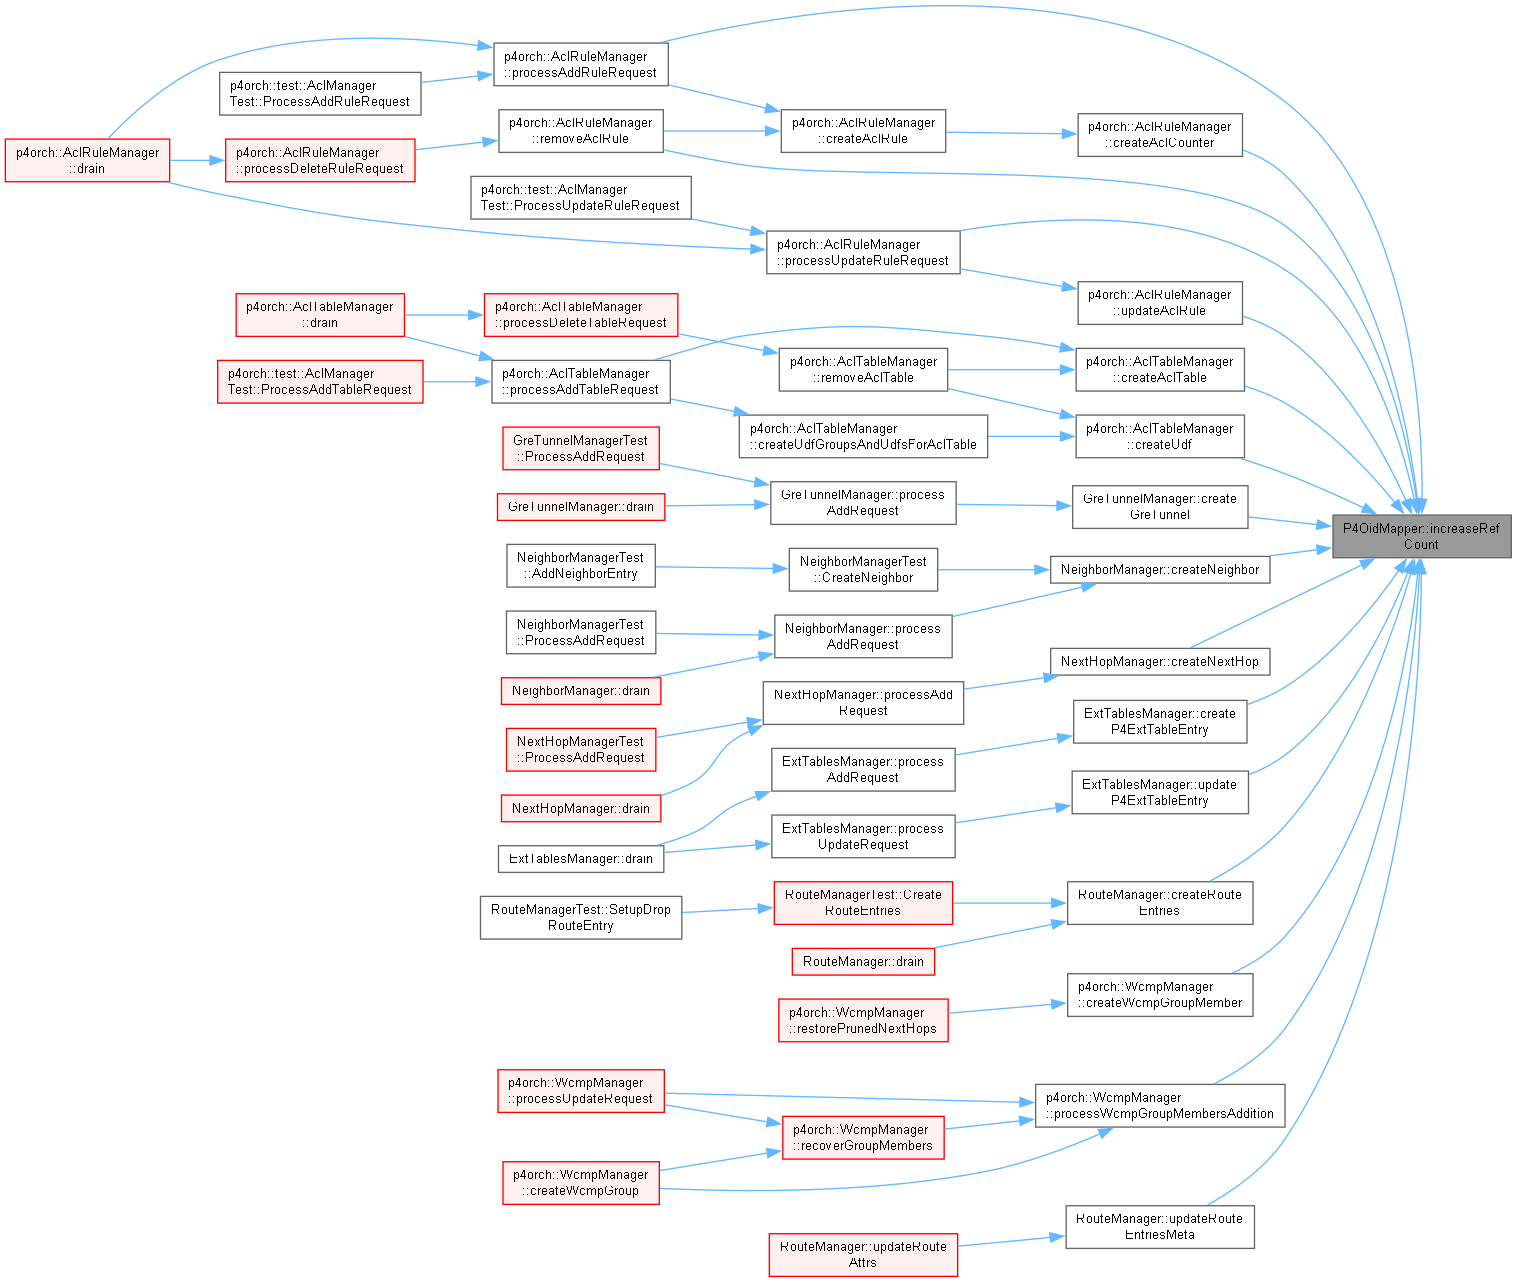 p4orch::AclRuleManager
::processAddRuleRequest
p4orch::test::AclManager
Test::ProcessAddRuleRequest
p4orch::AclRuleManager
::drain
p4orch::AclRuleManager
::processDeleteRuleRequest
p4orch::AclRuleManager
::removeAclRule
p4orch::AclRuleManager
::createAclRule
p4orch::AclRuleManager
::createAclCounter
p4orch::test::AclManager
Test::ProcessUpdateRuleRequest
p4orch::AclRuleManager
::processUpdateRuleRequest
p4orch::AclRuleManager
::updateAclRule
p4orch::AclTableManager
::drain
p4orch::AclTableManager
::processDeleteTableRequest
p4orch::test::AclManager
Test::ProcessAddTableRequest
p4orch::AclTableManager
::processAddTableRequest
p4orch::AclTableManager
::removeAclTable
p4orch::AclTableManager
::createAclTable
p4orch::AclTableManager
::createUdfGroupsAndUdfsForAclTable
p4orch::AclTableManager
::createUdf
GreTunnelManagerTest
::ProcessAddRequest
GreTunnelManager::drain
GreTunnelManager::process
AddRequest
GreTunnelManager::create
GreTunnel
P4OidMapper::increaseRef
Count
NeighborManagerTest
::AddNeighborEntry
NeighborManagerTest
::CreateNeighbor
NeighborManager::createNeighbor
NeighborManagerTest
::ProcessAddRequest
NeighborManager::process
AddRequest
NeighborManager::drain
NextHopManager::createNextHop
NextHopManager::processAdd
Request
NextHopManagerTest
::ProcessAddRequest
NextHopManager::drain
ExtTablesManager::create
P4ExtTableEntry
ExtTablesManager::process
AddRequest
ExtTablesManager::update
P4ExtTableEntry
ExtTablesManager::process
UpdateRequest
ExtTablesManager::drain
RouteManagerTest::SetupDrop
RouteEntry
RouteManagerTest::Create
RouteEntries
RouteManager::createRoute
Entries
RouteManager::drain
p4orch::WcmpManager
::createWcmpGroupMember
p4orch::WcmpManager
::restorePrunedNextHops
p4orch::WcmpManager
::processUpdateRequest
p4orch::WcmpManager
::processWcmpGroupMembersAddition
p4orch::WcmpManager
::recoverGroupMembers
p4orch::WcmpManager
::createWcmpGroup
RouteManager::updateRoute
EntriesMeta
RouteManager::updateRoute
Attrs